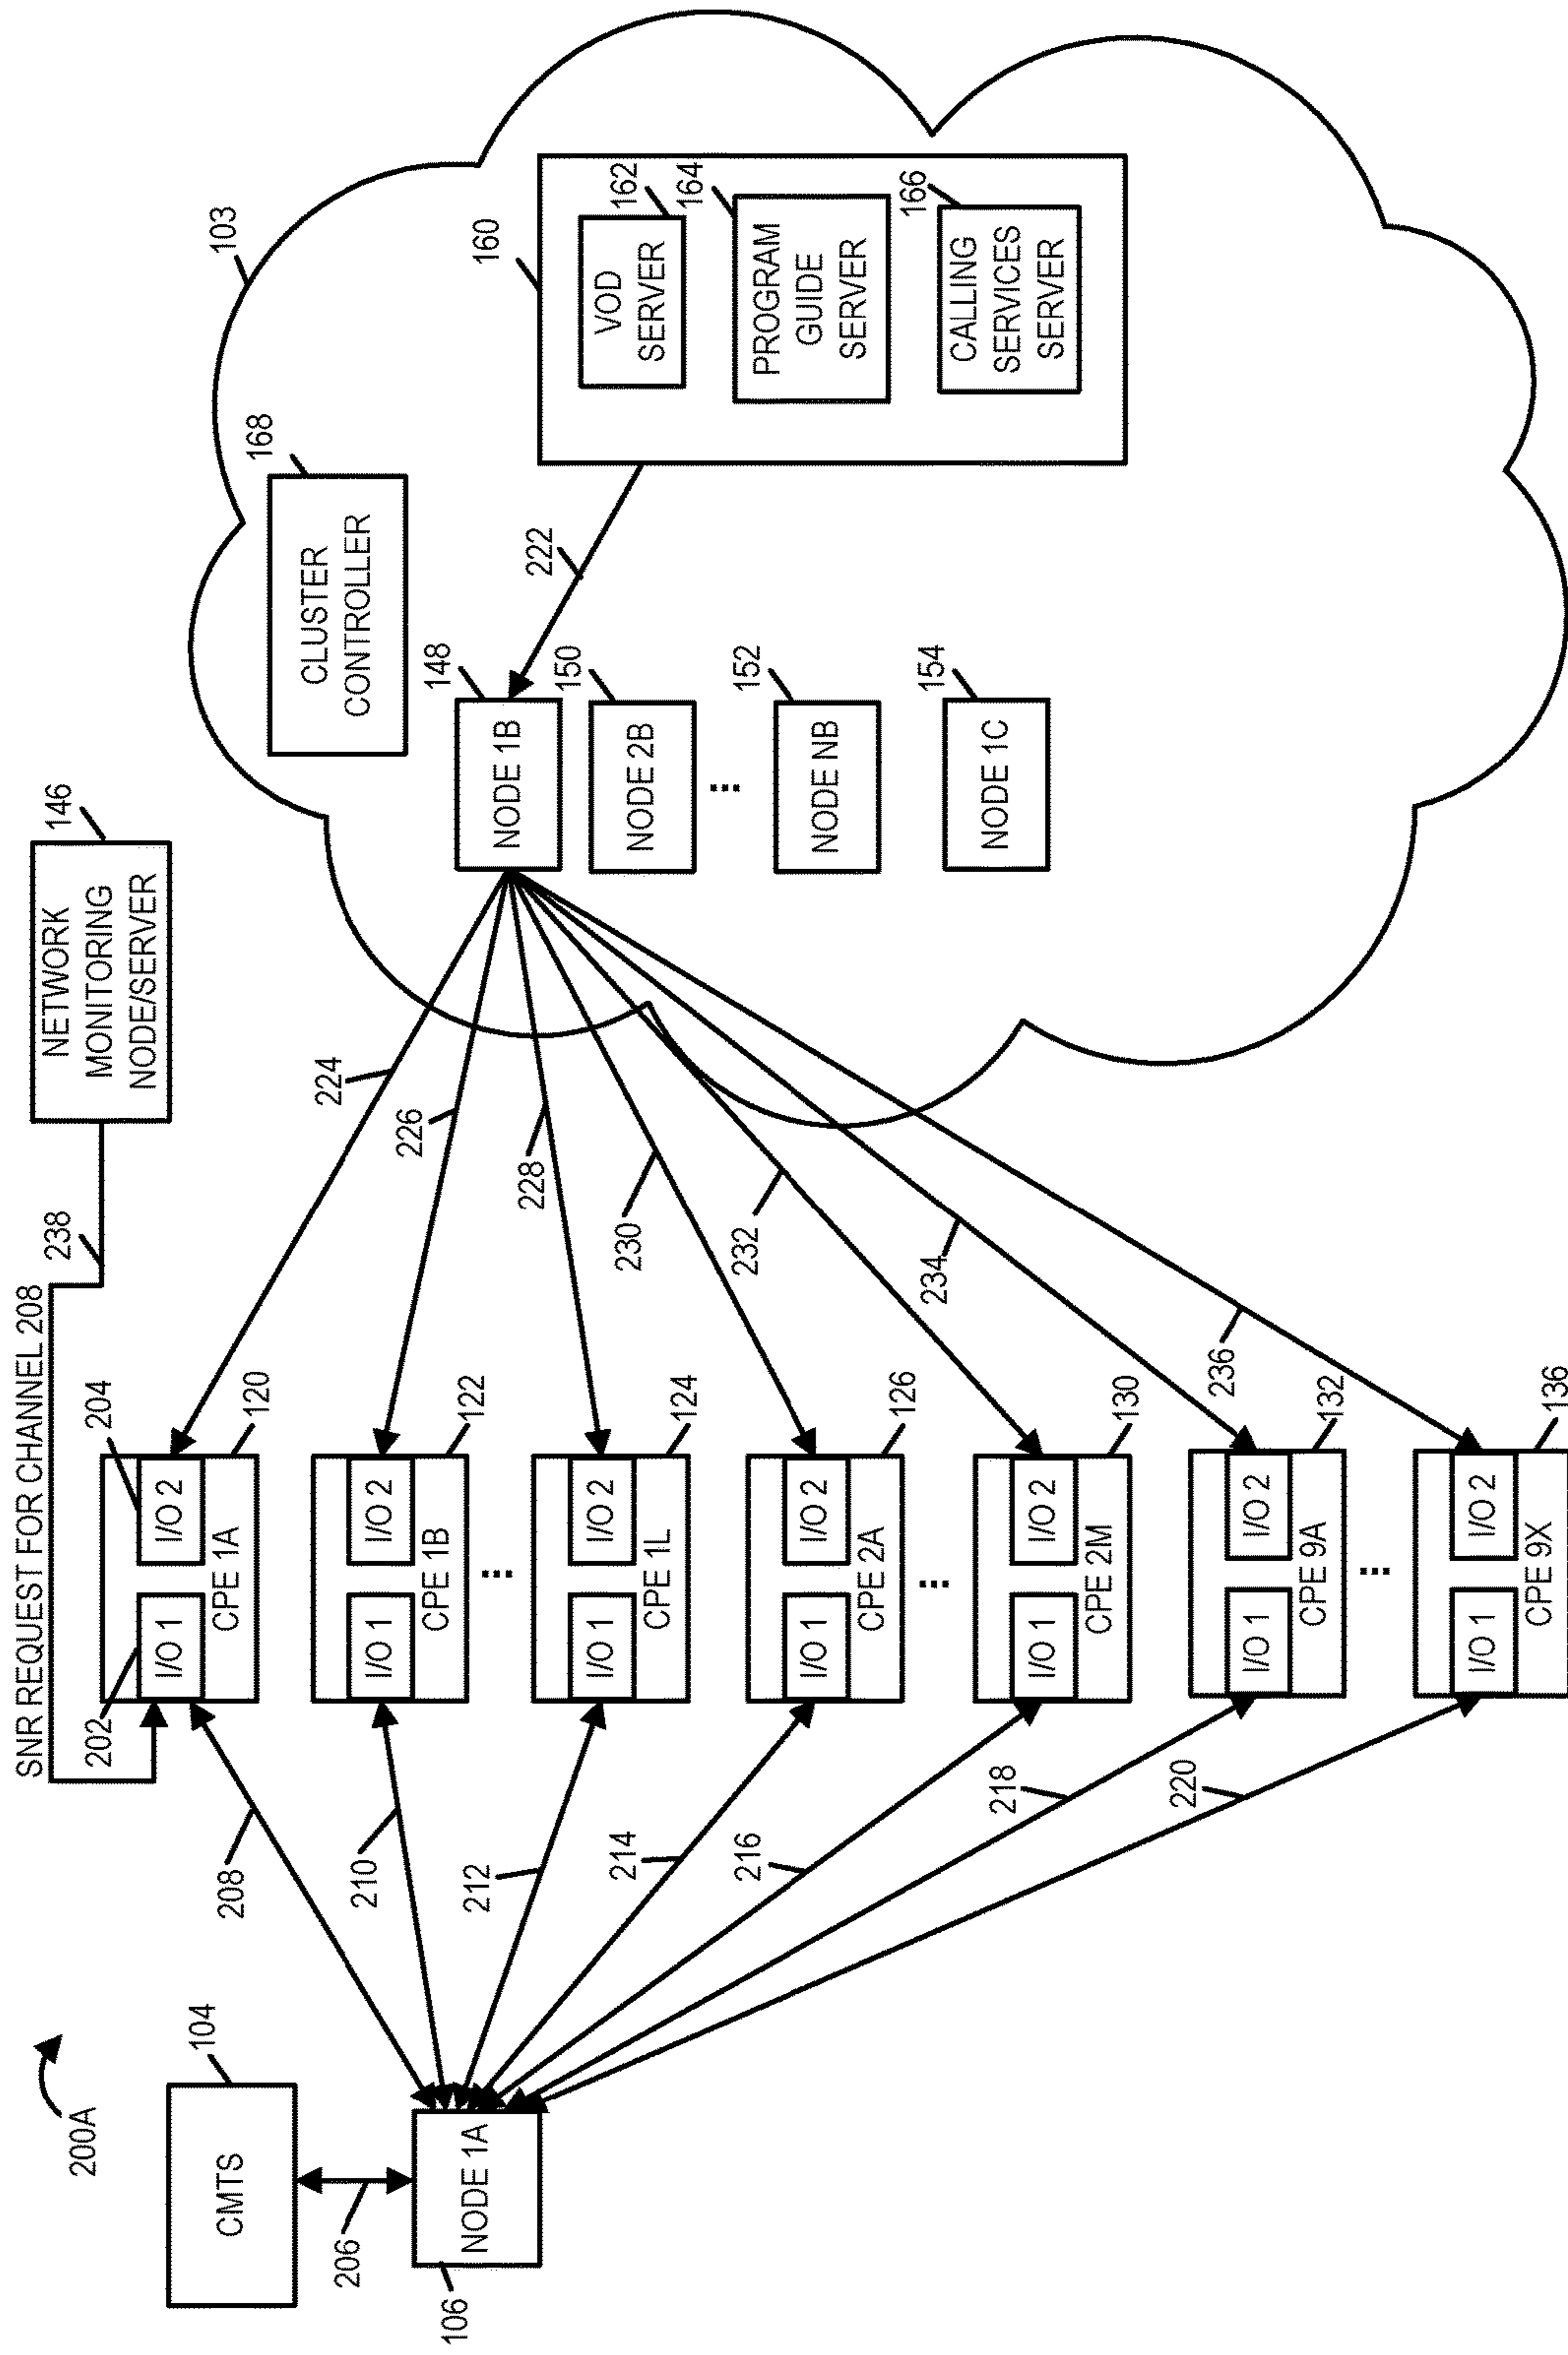 200A
CMTS
104
206
NODE 1A
106
SNR REQUEST FOR CHANNEL 208
238
NETWORK
MONITORING
NODE/SERVER
146
208
210
212
214
216
218
220
202
204
I/O 1
I/O 2
CPE 1A
120
I/O 1
I/O 2
CPE 1B
122
...
I/O 1
I/O 2
CPE 1L
124
I/O 1
I/O 2
CPE 2A
126
...
I/O 1
I/O 2
CPE 2M
130
I/O 1
I/O 2
CPE 9A
132
...
I/O 1
I/O 2
CPE 9X
136
224
226
228
230
232
234
236
103
CLUSTER
CONTROLLER
168
NODE 1B
148
NODE 2B
150
...
NODE NB
152
NODE 1C
154
222
160
VOD
SERVER
162
PROGRAM
GUIDE
SERVER
164
CALLING
SERVICES
SERVER
166